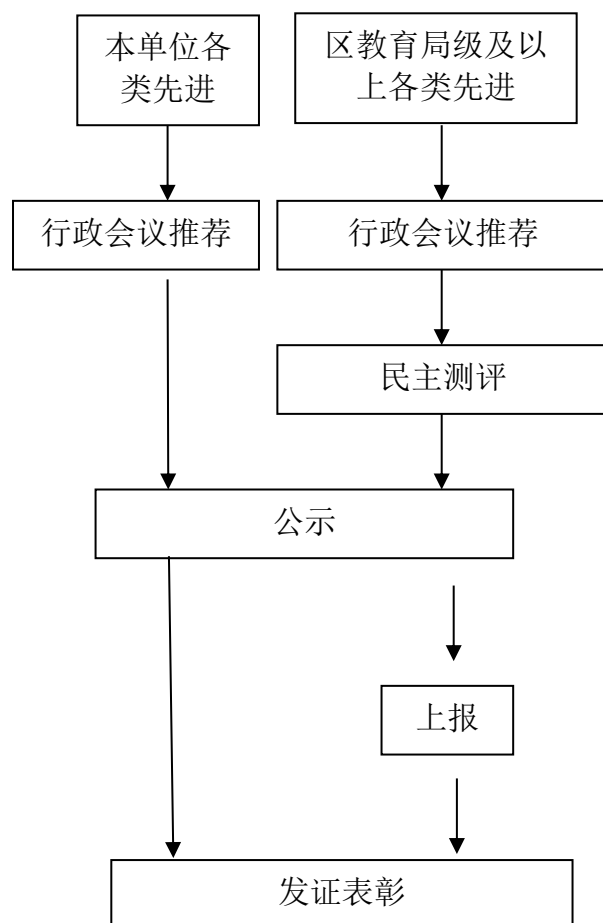 本单位各
类先进
区教育局级及以
上各类先进
行政会议推荐
行政会议推荐
民主测评
公示
上报
发证表彰